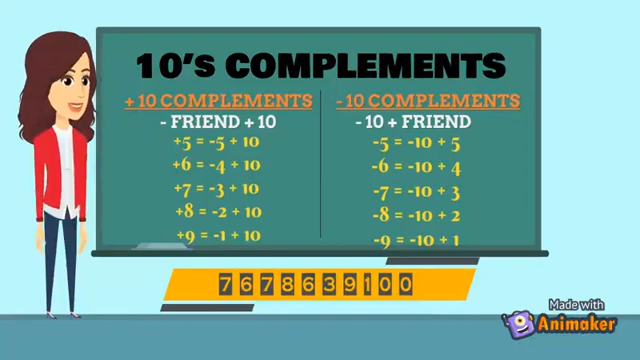 10's COMPLEMENTS
+ 10 COMPLEMENTS
- FRIEND + 10
+5 = -5 + 10
+6 = -4 + 10
+7 = -3 + 10
+8 = -2 + 10
+9 = -1 + 10
- 10 COMPLEMENTS
- 10 + FRIEND
-5 = -10 + 5
-6 = -10 + 4
-7 = -10 + 3
-8 = -10 + 2
-9 = -10 + 1
7678639100
Made with
Animaker